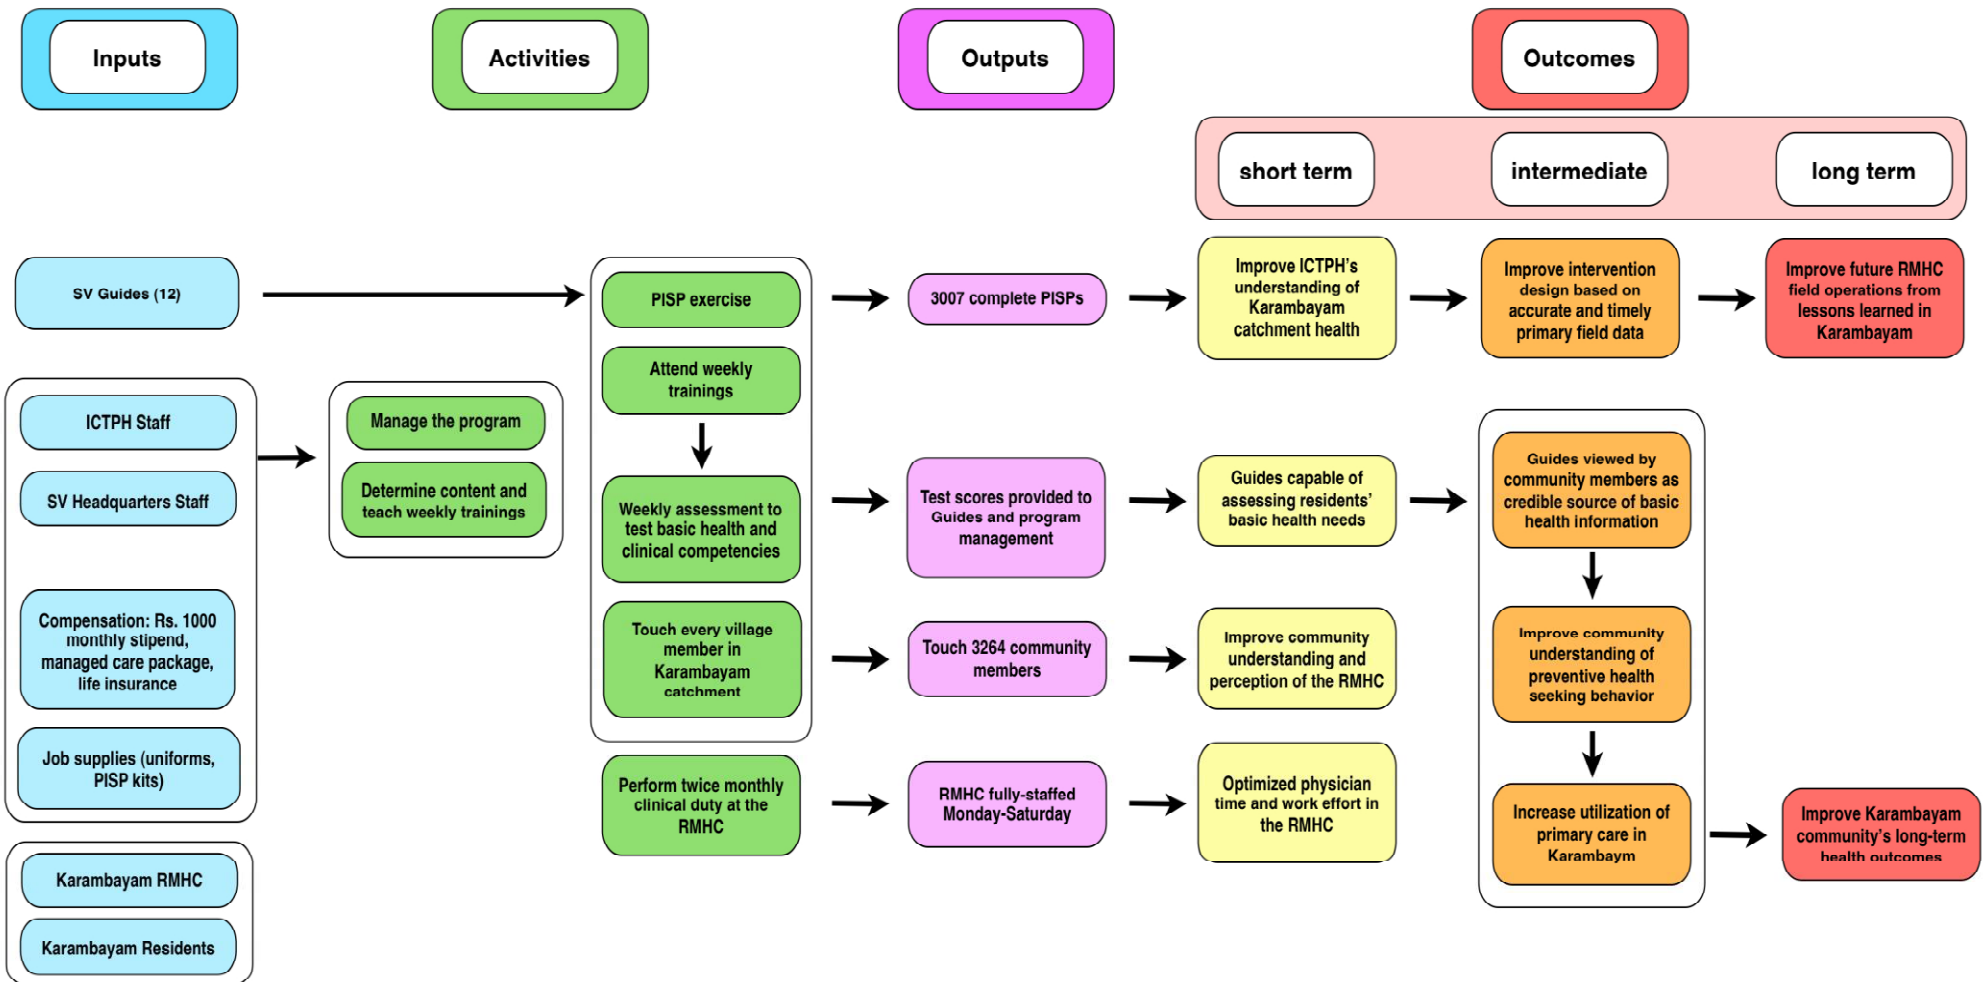 Inputs
Activities
Outputs
Outcomes
short term
intermediate
long term
SV Guides (12)
PISP exercise
3007 complete PISPs
Improve ICTPH's
understanding of
Karambayam
catchment health
Improve intervention
design based on
accurate and timely
primary field data
Improve future RMHC
field operations from
lessons learned in
Karambayam
Attend weekly
trainings
ICTPH Staff
SV Headquarters Staff
Manage the program
Determine content and
teach weekly trainings
Weekly assessment to
test basic health and
clinical competencies
Test scores provided to
Guides and program
management
Guides capable of
assessing residents'
basic health needs
Guides viewed by
community members as
credible source of basic
health information
Compensation: Rs. 1000
monthly stipend,
managed care package,
life insurance
Touch every village
member in
Karambayam
catchment
Touch 3264 community
members
Improve community
understanding and
perception of the RMHC
Improve community
understanding of
preventive health
seeking behavior
Job supplies (uniforms,
PISP kits)
Perform twice monthly
clinical duty at the
RMHC
RMHC fully-staffed
Monday-Saturday
Optimized physician
time and work effort in
the RMHC
Increase utilization of
primary care in
Karambaym
Improve Karambayam
community's long-term
health outcomes
Karambayam RMHC
Karambayam Residents